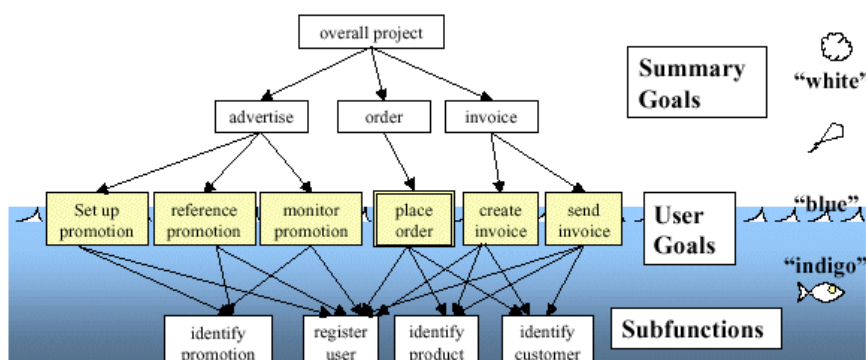 overall project
Summary
Goals
“white”
advertise
order
invoice
Set up
promotion
reference
promotion
monitor
promotion
place
order
create
invoice
send
invoice
User
Goals
“blue”
“indigo”
identify
promotion
register
user
identify
product
identify
customer
Subfunctions